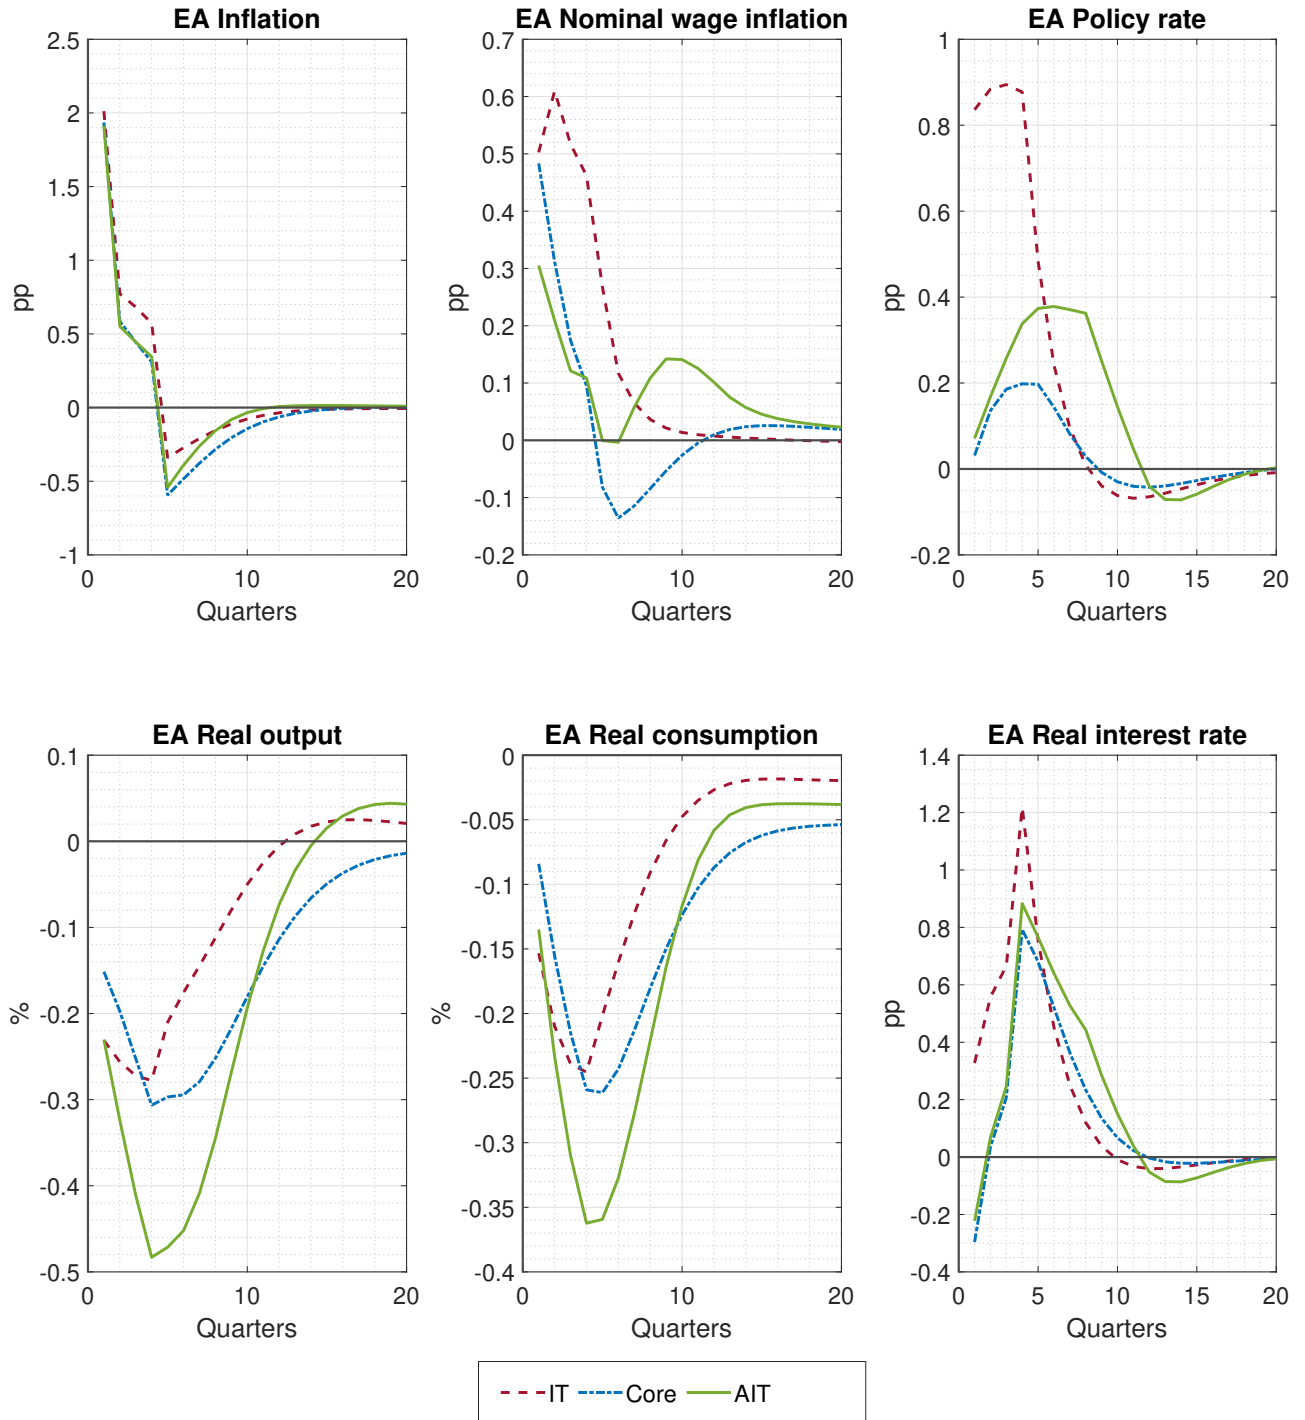 EA Inflation
2.5
2
1.5
1
0.5
0
-0.5
-1
pp
0 10 20
Quarters
EA Nominal wage inflation
0.7
0.6
0.5
0.4
0.3
0.2
0.1
0
-0.1
-0.2
pp
0 10 20
Quarters
EA Policy rate
1
0.8
0.6
0.4
0.2
0
-0.2
0 5 10 15 20
Quarters
EA Real output
0.1
0
-0.1
-0.2
-0.3
-0.4
-0.5
%
0 10 20
Quarters
EA Real consumption
0
-0.05
-0.1
-0.15
-0.2
-0.25
-0.3
-0.35
-0.4
%
0 10 20
Quarters
EA Real interest rate
1.4
1.2
1
0.8
0.6
0.4
0.2
0
-0.2
-0.4
pp
0 5 10 15 20
Quarters
IT Core AIT